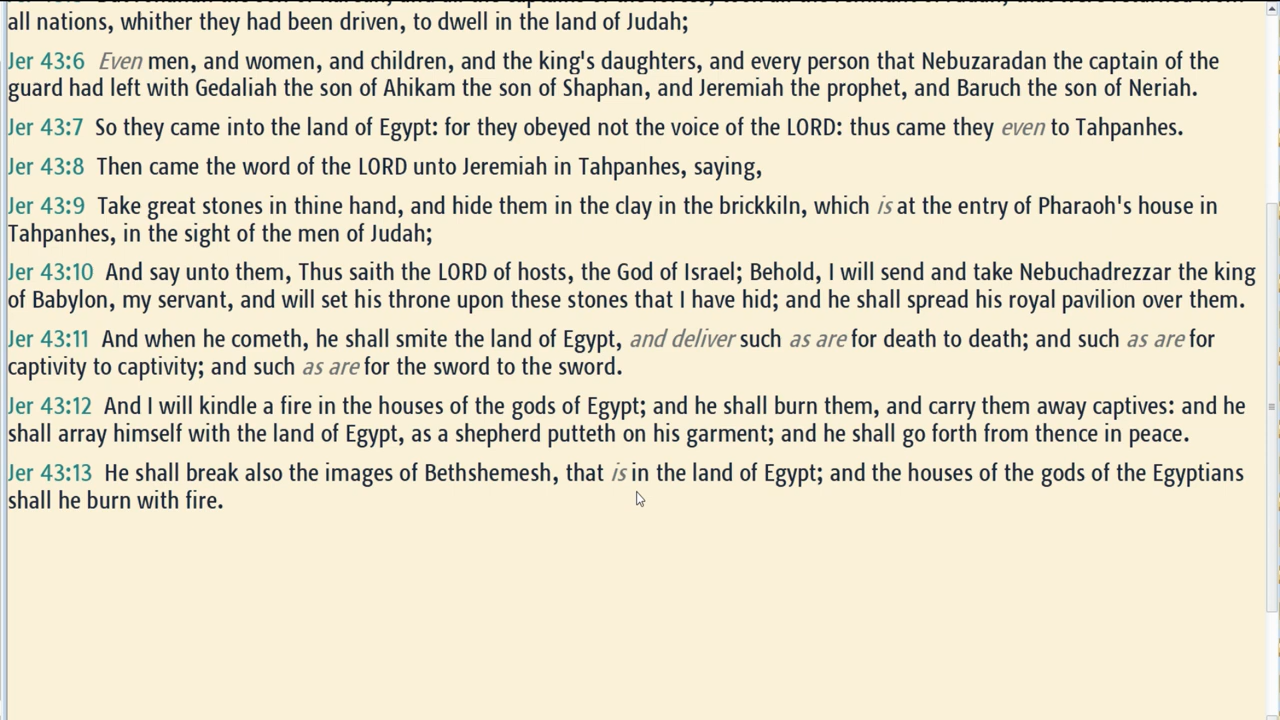 all nations, whither they had been driven, to dwell in the land of Judah;
Jer 43:6 Even men, and women, and children, and the king's daughters, and every person that Nebuzaradan the captain of the
guard had left with Gedaliah the son of Ahikam the son of Shaphan, and Jeremiah the prophet, and Baruch the son of Neriah.
Jer 43:7 So they came into the land of Egypt: for they obeyed not the voice of the LORD: thus came they even to Tahpanhes.
Jer 43:8 Then came the word of the LORD unto Jeremiah in Tahpanhes, saying,
Jer 43:9 Take great stones in thine hand, and hide them in the clay in the brickkiln, which is at the entry of Pharaoh's house in
Tahpanhes, in the sight of the men of Judah;
Jer 43:10 And say unto them, Thus saith the LORD of hosts, the God of Israel; Behold, I will send and take Nebuchadrezzar the king
of Babylon, my servant, and will set his throne upon these stones that I have hid; and he shall spread his royal pavilion over them.
Jer 43:11 And when he cometh, he shall smite the land of Egypt, and deliver such as are for death to death; and such as are for
captivity to captivity; and such as are for the sword to the sword.
Jer 43:12 And I will kindle a fire in the houses of the gods of Egypt; and he shall burn them, and carry them away captives: and he
shall array himself with the land of Egypt, as a shepherd putteth on his garment; and he shall go forth from thence in peace.
Jer 43:13 He shall break also the images of Bethshemesh, that is in the land of Egypt; and the houses of the gods of the Egyptians
shall he burn with fire.